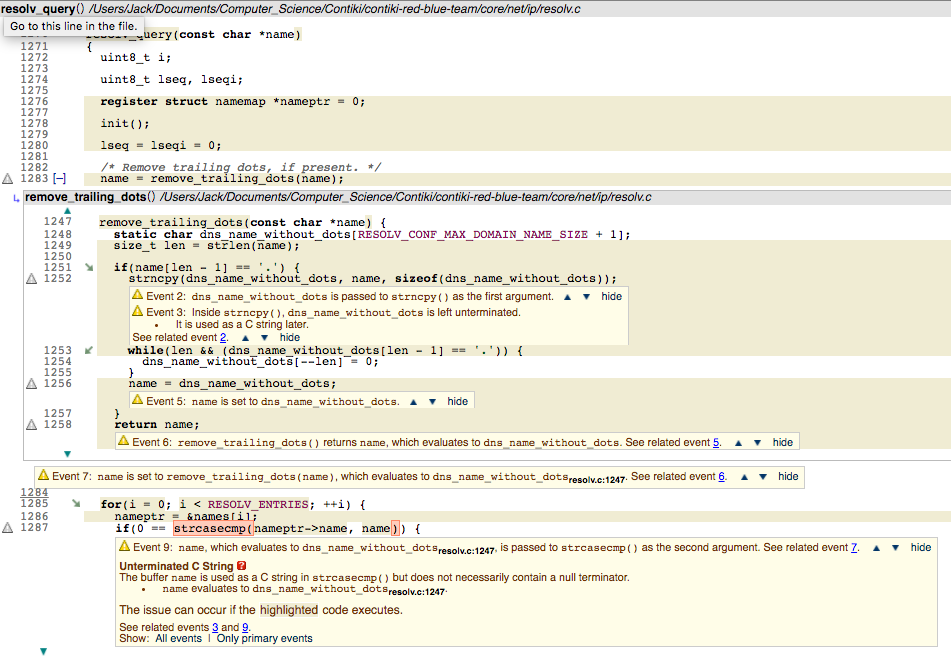 resolv_query() /Users/Jack/Documents/Computer_Science/Contiki/contiki-red-blue-team/core/net/ip/resolv.c
Go to this line in the file.
query(const char *name)
1271 {
1272 uint8_t i;
1273
1274 uint8_t lseq, lseqi;
1275
1276 register struct namemap *nameptr = 0;
1277
1278 init();
1279
1280 lseq = lseqi = 0;
1281
1282 /* Remove trailing dots, if present. */
1283 [−] name = remove_trailing_dots(name);
remove_trailing_dots() /Users/Jack/Documents/Computer_Science/Contiki/contiki-red-blue-team/core/net/ip/resolv.c
1247 remove_trailing_dots(const char *name) {
1248 static char dns_name_without_dots[RESOLV_CONF_MAX_DOMAIN_NAME_SIZE + 1];
1249 size_t len = strlen(name);
1250
1251 if(name[len - 1] == '.') {
1252 strncpy(dns_name_without_dots, name, sizeof(dns_name_without_dots));
Event 2: dns_name_without_dots is passed to strncpy() as the first argument. ▲ ▼ hide
Event 3: Inside strncpy(), dns_name_without_dots is left unterminated.
• It is used as a C string later.
See related event 2. ▲ ▼ hide
1253 while(len && (dns_name_without_dots[len - 1] == '.')) {
1254 dns_name_without_dots[--len] = 0;
1255 }
1256 name = dns_name_without_dots;
Event 5: name is set to dns_name_without_dots. ▲ ▼ hide
1257 }
1258 return name;
Event 6: remove_trailing_dots() returns name, which evaluates to dns_name_without_dots. See related event 5. ▲ ▼ hide
Event 7: name is set to remove_trailing_dots(name), which evaluates to dns_name_without_dots resolv.c:1247. See related event 6. ▲ ▼ hide
1284
1285 for(i = 0; i < RESOLV_ENTRIES; ++i) {
1286 nameptr = &names[i];
1287 if(0 == strcasecmp(nameptr->name, name)) {
Event 9: name, which evaluates to dns_name_without_dots resolv.c:1247, is passed to strcasecmp() as the second argument. See related event 7. ▲ ▼ hide
Unterminated C String ?
The buffer name is used as a C string in strcasecmp() but does not necessarily contain a null terminator.
• name evaluates to dns_name_without_dots resolv.c:1247.
The issue can occur if the highlighted code executes.
See related events 3 and 9.
Show: All events | Only primary events